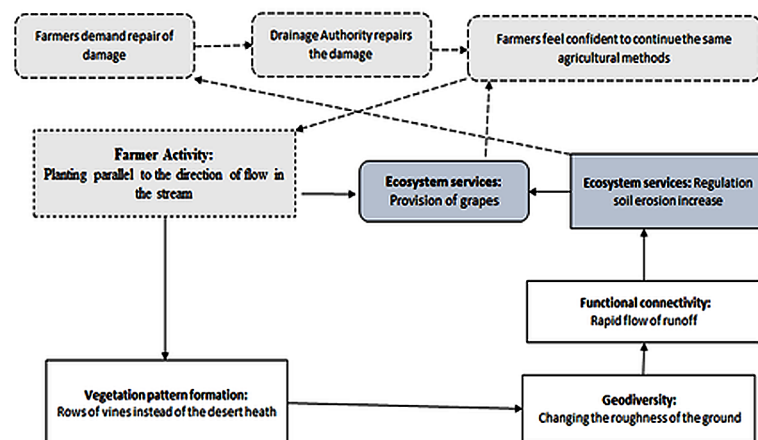 Farmers demand repair of
damage
Drainage Authority repairs
the damage
Farmers feel confident to continue the same
agricultural methods
Farmer Activity:
Planting parallel to the direction of flow in
the stream
Ecosystem services:
Provision of grapes
Ecosystem services: Regulation
soil erosion increase
Functional connectivity:
Rapid flow of runoff
Vegetation pattern formation:
Rows of vines instead of the desert heath
Geodiversity:
Changing the roughness of the ground